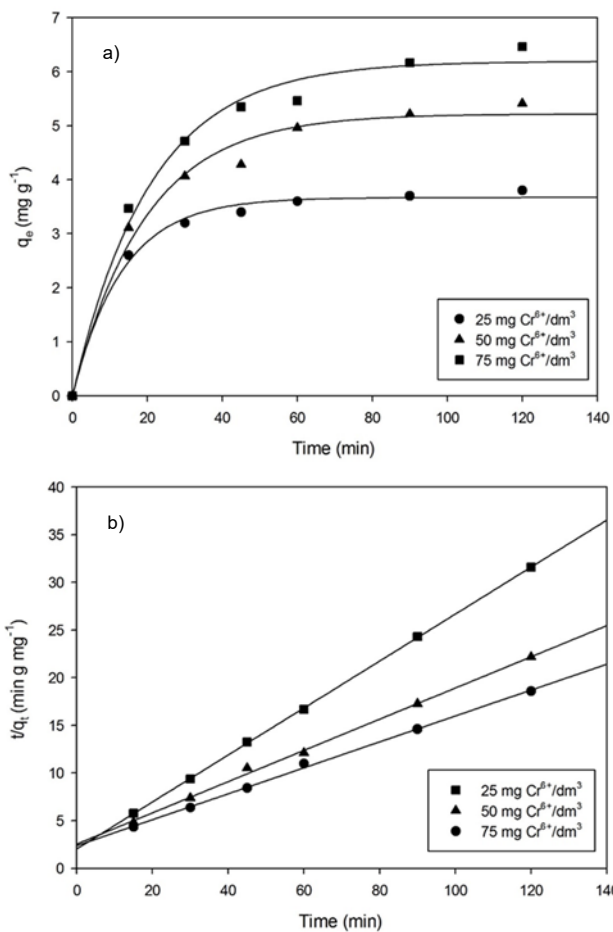 a)
7
6
5
4
3
2
1
0
qₑ (mg g⁻¹)
25 mg Cr⁶⁺/dm³
50 mg Cr⁶⁺/dm³
75 mg Cr⁶⁺/dm³
0 20 40 60 80 100 120 140
Time (min)
b)
40
35
30
25
20
15
10
5
0
t/qₜ (min g mg⁻¹)
25 mg Cr⁶⁺/dm³
50 mg Cr⁶⁺/dm³
75 mg Cr⁶⁺/dm³
0 20 40 60 80 100 120 140
Time (min)